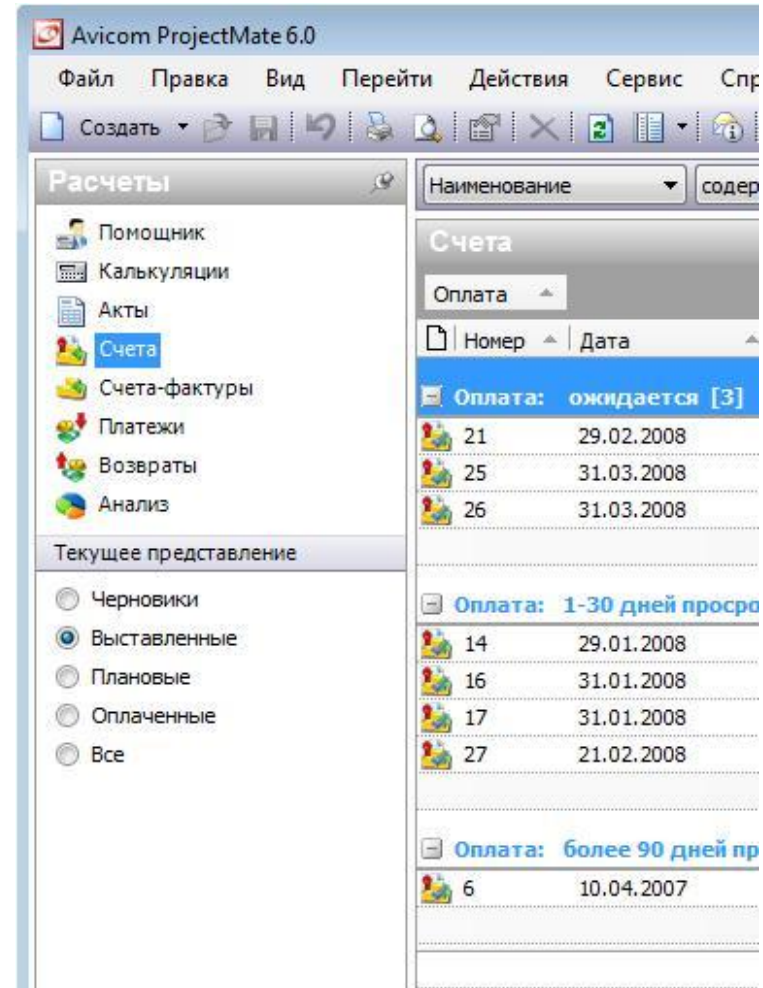 Avicom ProjectMate 6.0
Файл Правка Вид Перейти Действия Сервис Спр
Создать
Расчеты
Помощник
Калькуляции
Акты
Счета
Счета-фактуры
Платежи
Возвраты
Анализ
Текущее представление
Черновики
Выставленные
Плановые
Оплаченные
Все
Наименование содер
Счета
Оплата
Номер Дата
Оплата: ожидается [3]
21 29.02.2008
25 31.03.2008
26 31.03.2008
Оплата: 1-30 дней просро
14 29.01.2008
16 31.01.2008
17 31.01.2008
27 21.02.2008
Оплата: более 90 дней пр
6 10.04.2007